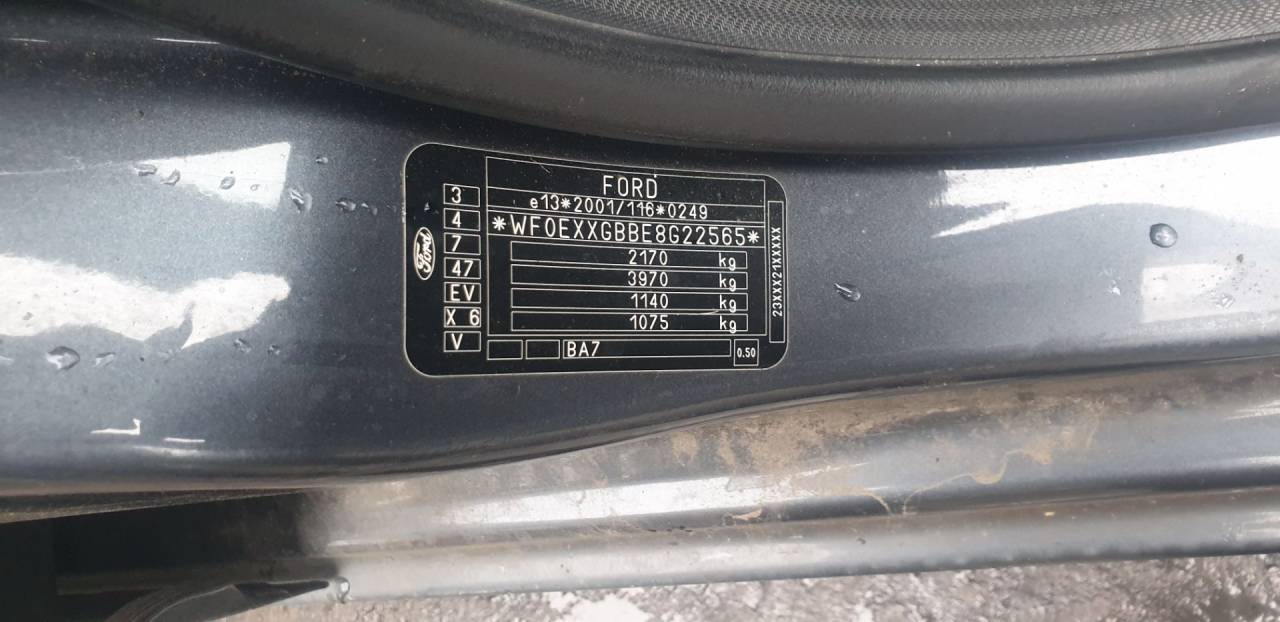 FORD
e13*2001/116*0249
*WF0EXXGBBE8G22565*
2170 kg
3970 kg
1140 kg
1075 kg
BA7
0.50
3
4
7
47
EV
X 6
V
Ford
23XXX21XXXXX